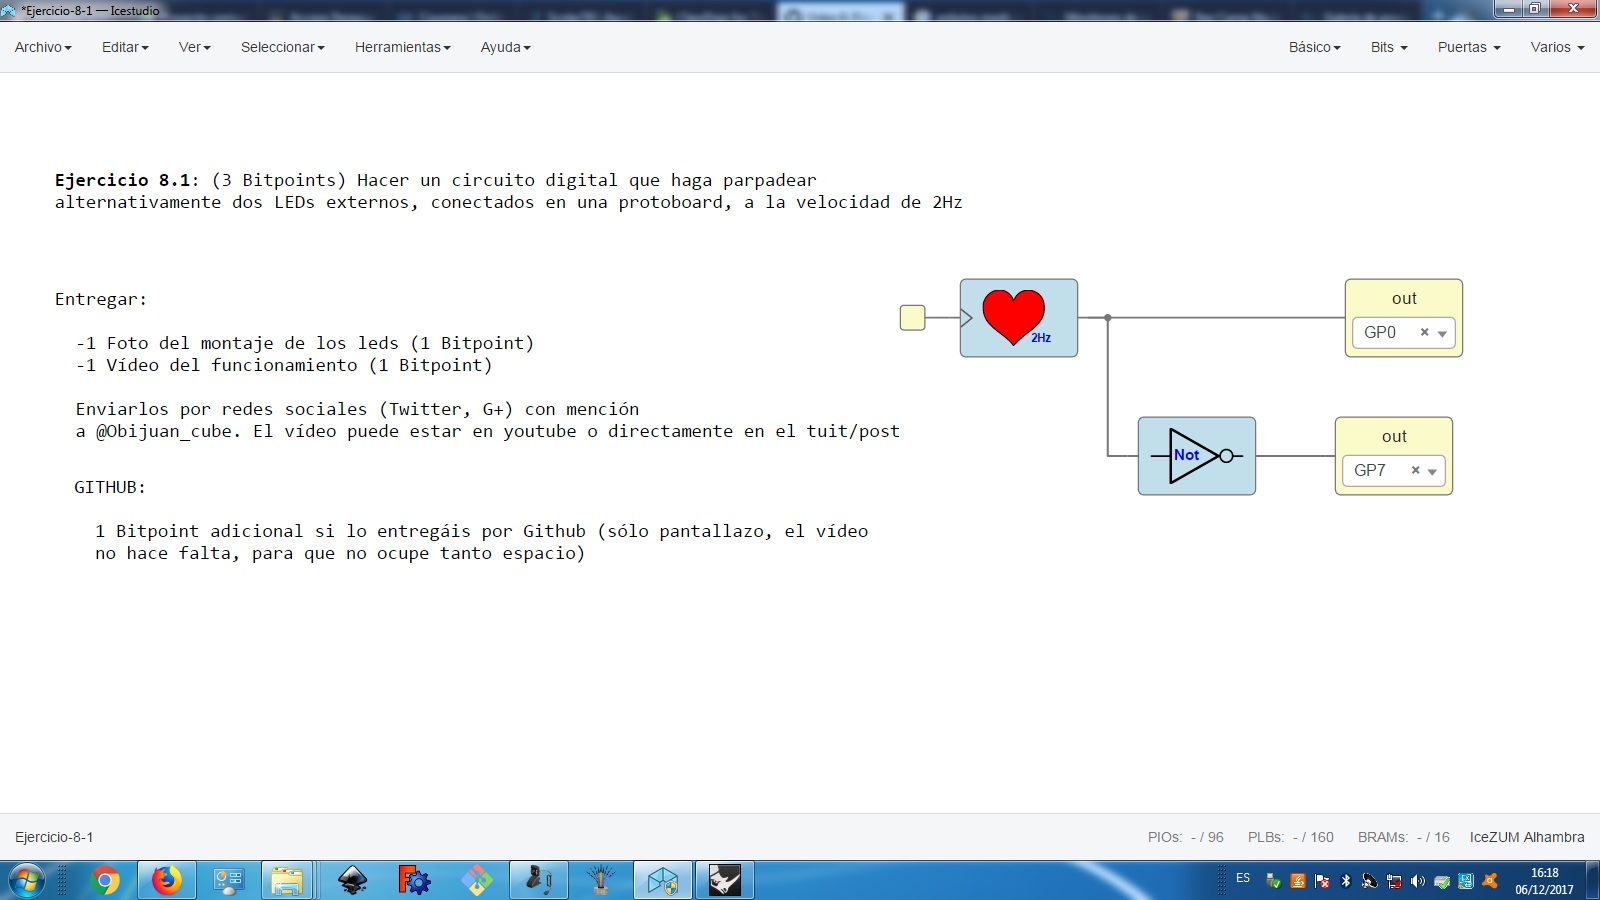 *Ejercicio-8-1 — Icestudio
Archivo Editar Ver Seleccionar Herramientas Ayuda Básico Bits Puertas Varios
Ejercicio 8.1: (3 Bitpoints) Hacer un circuito digital que haga parpadear
alternativamente dos LEDs externos, conectados en una protoboard, a la velocidad de 2Hz
Entregar:
-1 Foto del montaje de los leds (1 Bitpoint)
-1 Vídeo del funcionamiento (1 Bitpoint)
Enviarlos por redes sociales (Twitter, G+) con mención
a @Obijuan_cube. El vídeo puede estar en youtube o directamente en el tuit/post
GITHUB:
1 Bitpoint adicional si lo entregáis por Github (sólo pantallazo, el vídeo
no hace falta, para que no ocupe tanto espacio)
2Hz
out
GP0
Not
out
GP7
Ejercicio-8-1 PIOs: - / 96 PLBs: - / 160 BRAMs: - / 16 IceZUM Alhambra
ES
16:18
06/12/2017